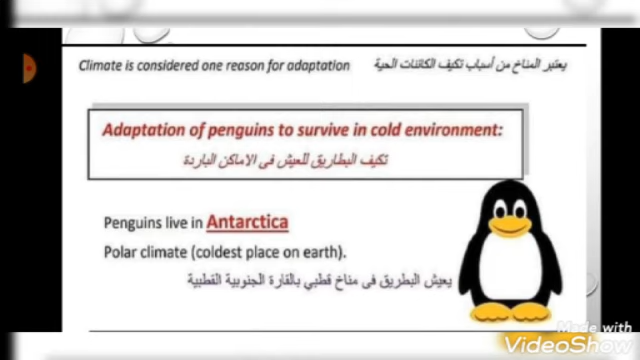 Climate is considered one reason for adaptation يعتبر المناخ من أسباب تكيف الكائنات الحية
Adaptation of penguins to survive in cold environment:
تكيف البطاريق للعيش فى الاماكن الباردة
Penguins live in Antarctica
Polar climate (coldest place on earth).
يعيش البطريق فى مناخ قطبي بالقارة الجنوبية القطبية
Made with
VideoShow